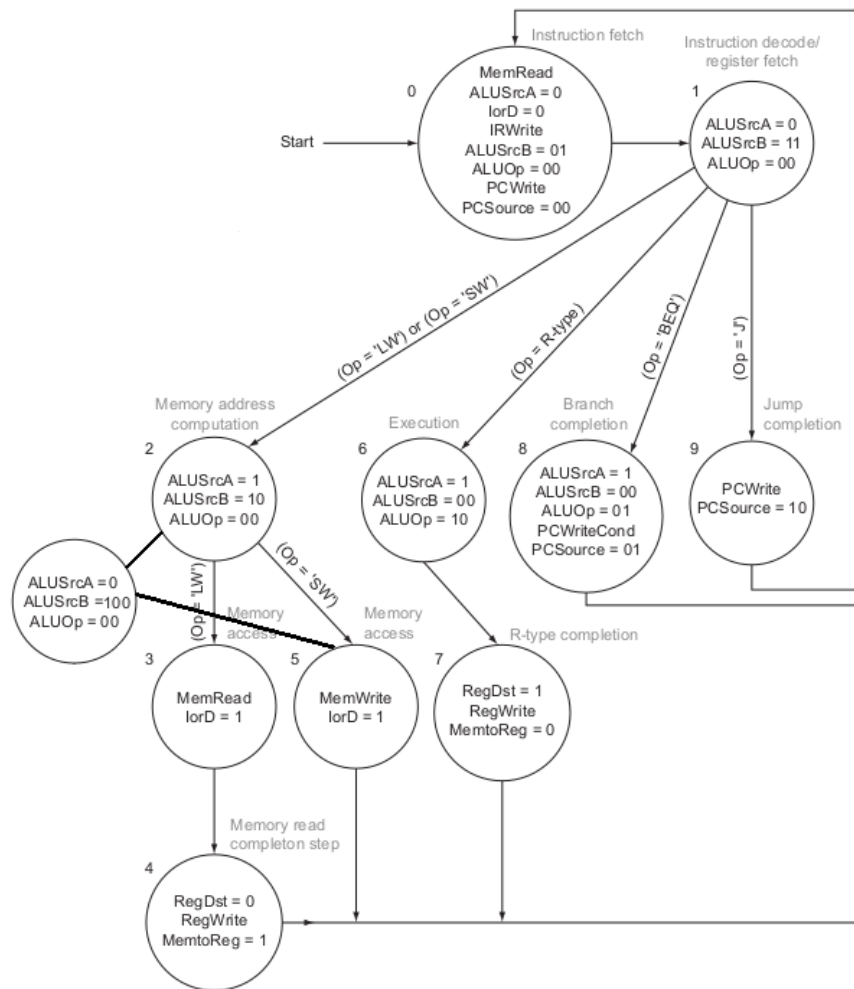 Instruction fetch
Instruction decode/
register fetch
0
MemRead
ALUSrcA = 0
IorD = 0
IRWrite
ALUSrcB = 01
ALUOp = 00
PCWrite
PCSource = 00
1
ALUSrcA = 0
ALUSrcB = 11
ALUOp = 00
Start
(Op = 'LW') or (Op = 'SW')
(Op = R-type)
(Op = 'BEQ')
(Op = 'J')
Memory address
computation
2
ALUSrcA = 1
ALUSrcB = 10
ALUOp = 00
Execution
6
ALUSrcA = 1
ALUSrcB = 00
ALUOp = 10
Branch
completion
8
ALUSrcA = 1
ALUSrcB = 00
ALUOp = 01
PCWriteCond
PCSource = 01
Jump
completion
9
PCWrite
PCSource = 10
ALUSrcA = 0
ALUSrcB =100
ALUOp = 00
(Op = 'LW')
(Op = 'SW')
Memory
access
3
MemRead
IorD = 1
Memory
access
5
MemWrite
IorD = 1
R-type completion
7
RegDst = 1
RegWrite
MemtoReg = 0
Memory read
completon step
4
RegDst = 0
RegWrite
MemtoReg = 1